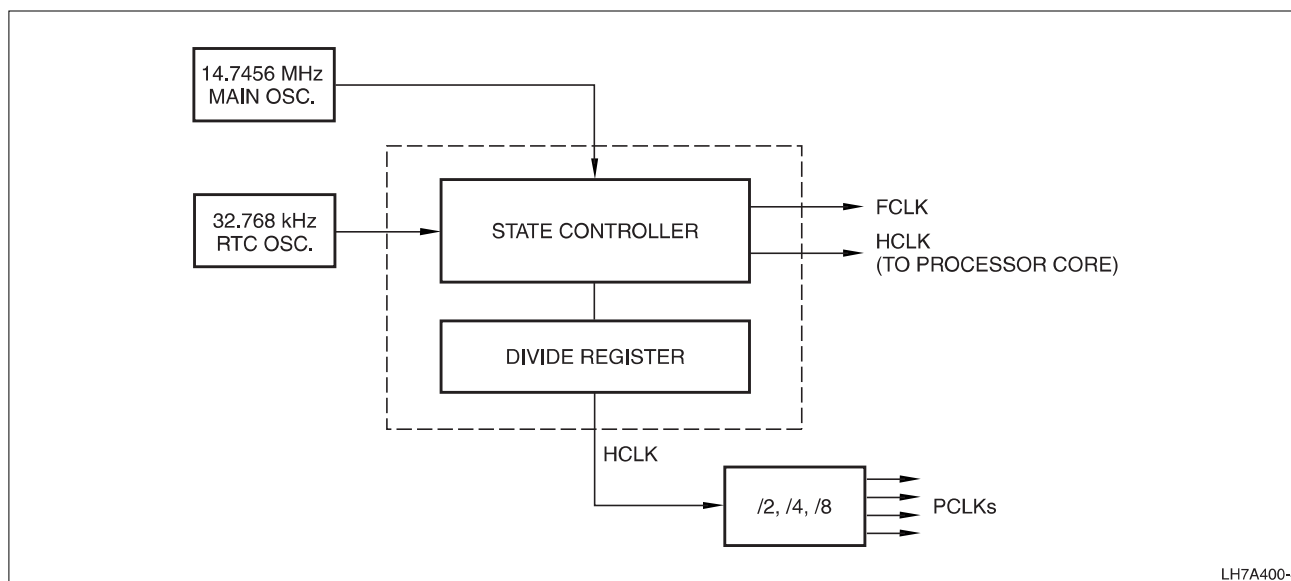 14.7456 MHz
MAIN OSC.
32.768 kHz
RTC OSC.
STATE CONTROLLER
FCLK
HCLK
(TO PROCESSOR CORE)
DIVIDE REGISTER
HCLK
/2, /4, /8
PCLKs
LH7A400-